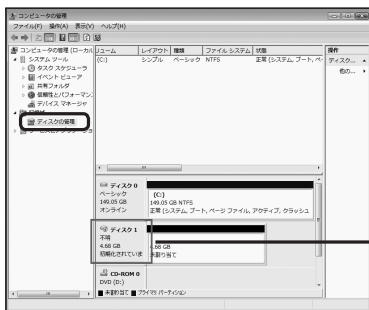 コンピュータの管理
ファイル(F) 操作(A) 表示(V) ヘルプ(H)
コンピュータの管理 (ローカル
システム ツール
タスク スケジューラ
イベント ビューア
共有フォルダ
信頼性とパフォーマン
デバイス マネージャ
ディスクの管理
リューム レイアウト 種類 ファイル システム 状態
(C:) シンプル ベーシック NTFS 正常 (システム, ブート, ペー
操作
ディスク...
他の...
ディスク 0
ベーシック
149.05 GB
オンライン
(C:)
149.05 GB NTFS
正常 (システム, ブート, ページ ファイル, アクティブ, クラッシュ
ディスク 1
不明
4.68 GB
初期化されていま
4.68 GB
未割り当て
CD-ROM 0
DVD (D:)
未割り当て プライマリ パーティション